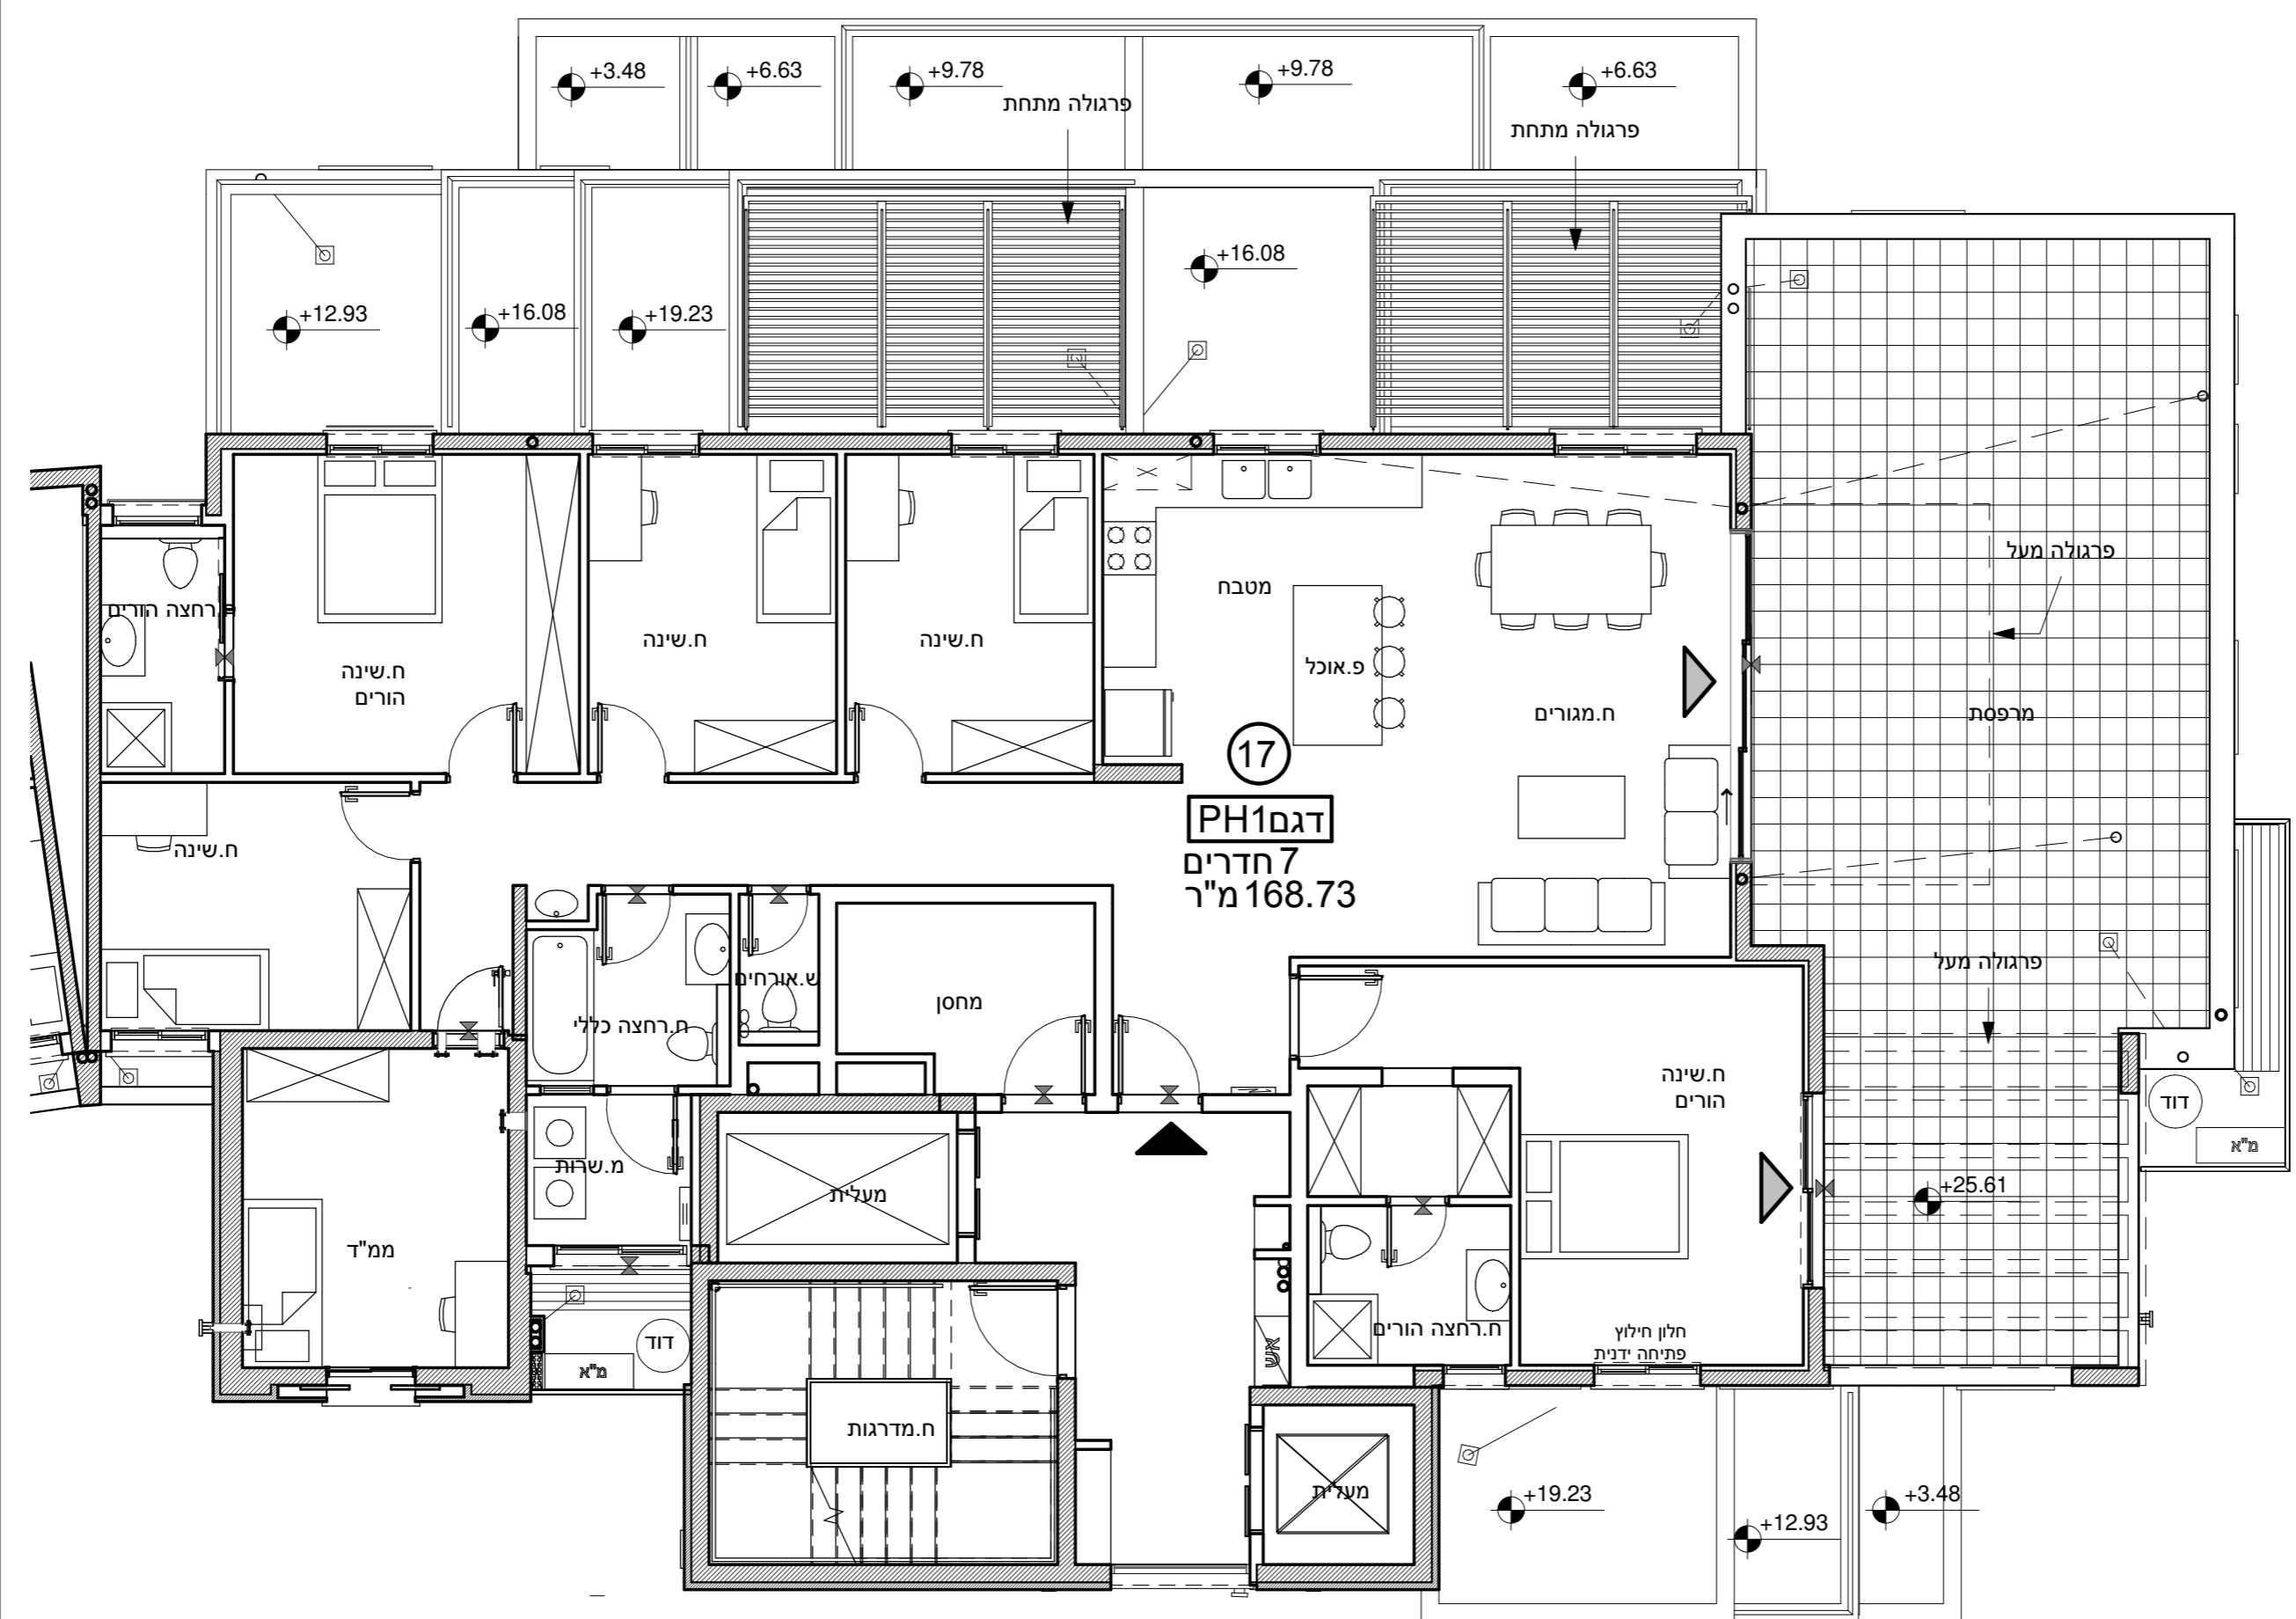 +3.48
+6.63
+9.78
+9.78
+6.63
פרגולה מתחת
פרגולה מתחת
+12.93
+16.08
+19.23
+16.08
פרגולה מעל
ח.רחצה הורים
ח.שינה
הורים
ח.שינה
ח.שינה
מטבח
פ.אוכל
ח.מגורים
מרפסת
17
דגםPH1
7 חדרים
168.73 מ"ר
ח.שינה
פרגולה מעל
ח.רחצה כללי
ש.אורחים
מחסן
ח.שינה
הורים
דוד
מ"א
מ.שרות
מעלית
+25.61
ממ"ד
דוד
מ"א
אש
ח.רחצה הורים
חלון חילוץ
פתיחה ידנית
ח.מדרגות
מעלית
+19.23
+12.93
+3.48